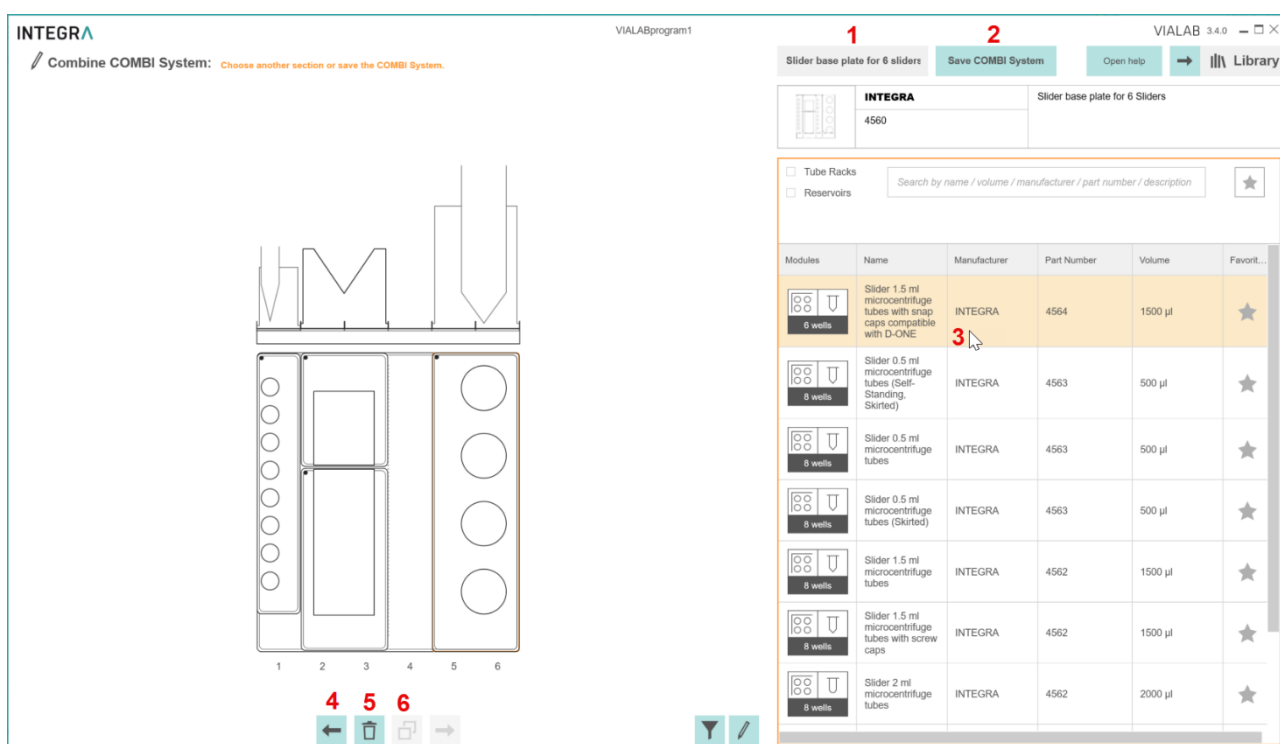 INTEGRA
VIALABprogram1
VIALAB 3.4.0
1
2
Combine COMBI System: Choose another section or save the COMBI System.
Slider base plate for 6 sliders
Save COMBI System
Open help
Library
INTEGRA
4560
Slider base plate for 6 Sliders
Tube Racks
Reservoirs
Search by name / volume / manufacturer / part number / description
Modules Name Manufacturer Part Number Volume Favorit...
6 wells
Slider 1.5 ml
microcentrifuge
tubes with snap
caps compatible
with D-ONE
INTEGRA
4564
1500 µl
3
8 wells
Slider 0.5 ml
microcentrifuge
tubes (Self-
Standing,
Skirted)
INTEGRA
4563
500 µl
8 wells
Slider 0.5 ml
microcentrifuge
tubes
INTEGRA
4563
500 µl
8 wells
Slider 0.5 ml
microcentrifuge
tubes (Skirted)
INTEGRA
4563
500 µl
8 wells
Slider 1.5 ml
microcentrifuge
tubes
INTEGRA
4562
1500 µl
8 wells
Slider 1.5 ml
microcentrifuge
tubes with screw
caps
INTEGRA
4562
1500 µl
8 wells
Slider 2 ml
microcentrifuge
tubes
INTEGRA
4562
2000 µl
1 2 3 4 5 6
4 5 6